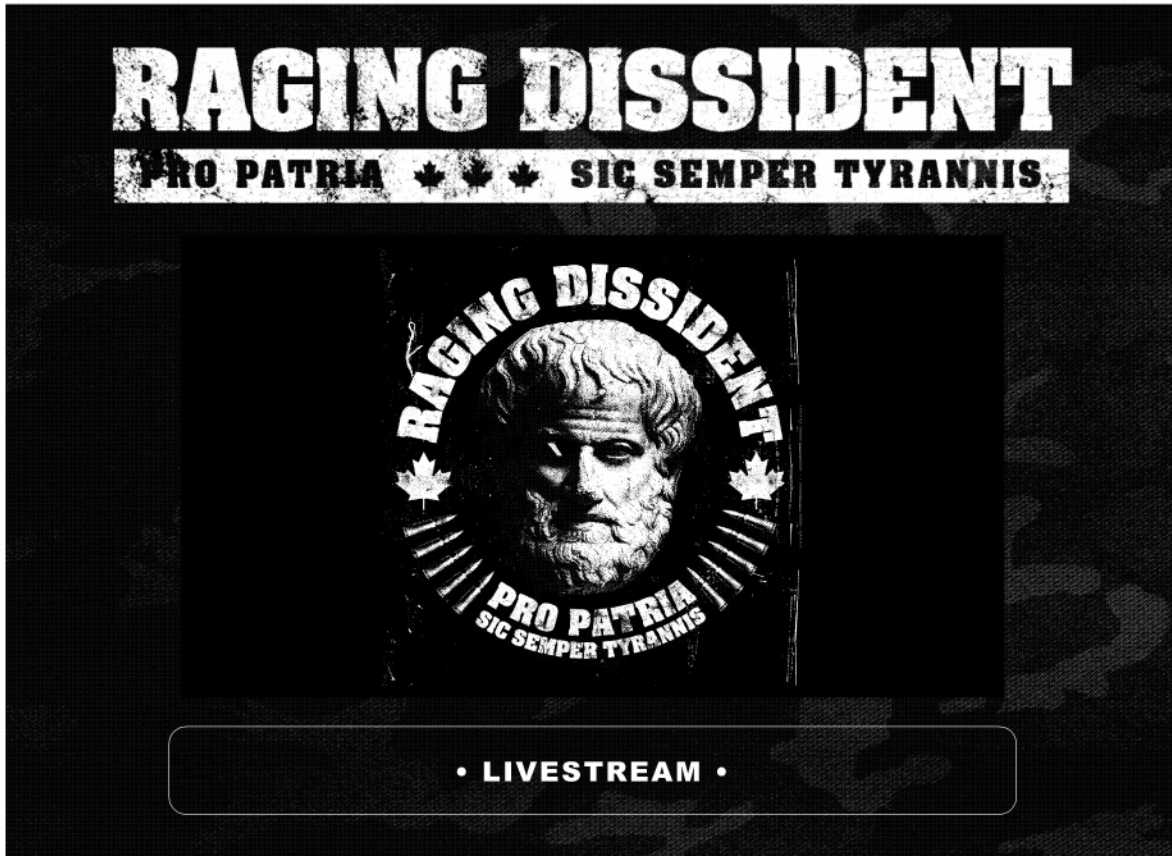 RAGING DISSIDENT
PRO PATRIA SIC SEMPER TYRANNIS
RAGING DISSIDENT
PRO PATRIA
SIC SEMPER TYRANNIS
• LIVESTREAM •